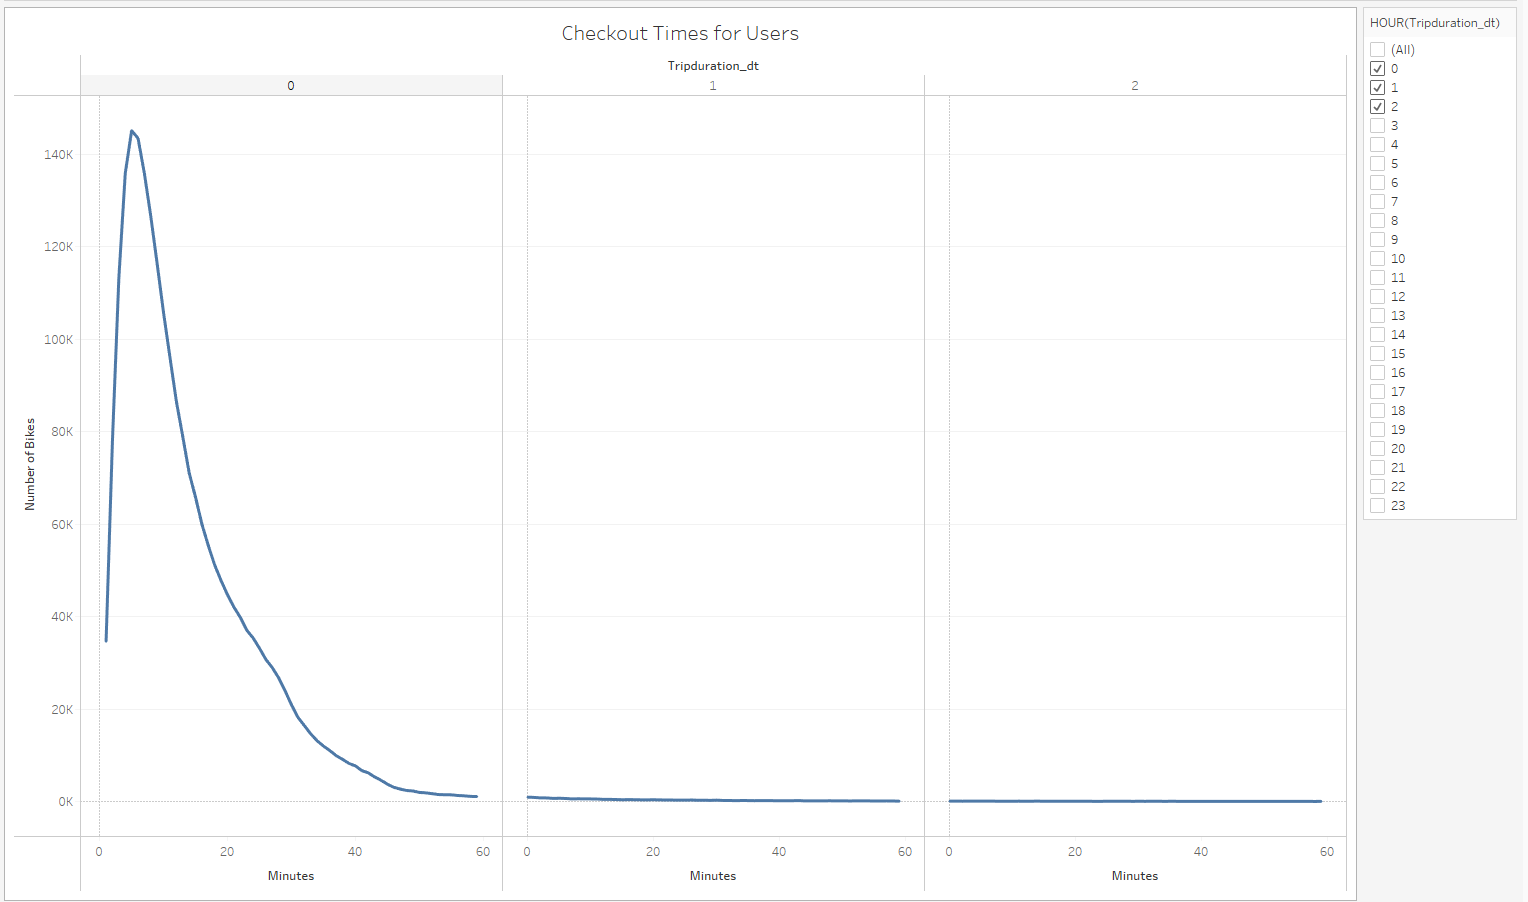 Checkout Times for Users
Tripduration_dt
0 1 2
140K
120K
100K
80K
60K
40K
20K
0K
Number of Bikes
0 20 40 60 0 20 40 60 0 20 40 60
Minutes Minutes Minutes
HOUR(Tripduration_dt)
(All)
0
1
2
3
4
5
6
7
8
9
10
11
12
13
14
15
16
17
18
19
20
21
22
23